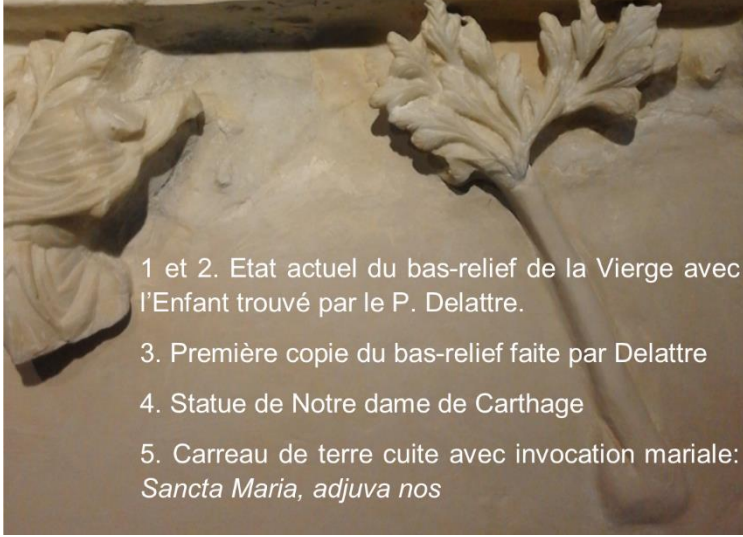 1 et 2. Etat actuel du bas-relief de la Vierge avec
l'Enfant trouvé par le P. Delattre.
3. Première copie du bas-relief faite par Delattre
4. Statue de Notre dame de Carthage
5. Carreau de terre cuite avec invocation mariale:
Sancta Maria, adjuva nos